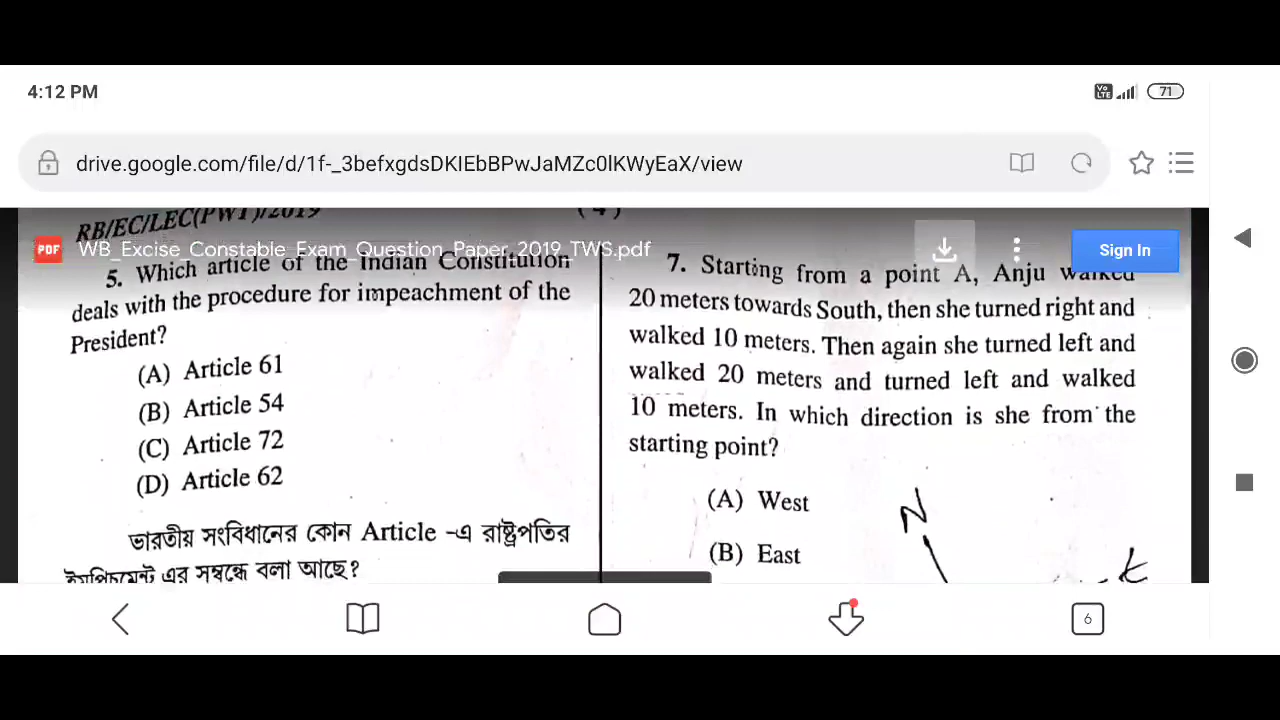 4:12 PM
Vo LTE
71
drive.google.com/file/d/1f-_3befxgdsDKIEbBPwJaMZc0lKWyEaX/view
RB/EC/LEC(PWT)/2019
( 4 )
PDF
WB_Excise_Constable_Exam_Question_Paper_2019_TWS.pdf
Sign In
5. Which article of the Indian Constitution
deals with the procedure for impeachment of the
President?
(A) Article 61
(B) Article 54
(C) Article 72
(D) Article 62
ভারতীয় সংবিধানের কোন Article -এ রাষ্ট্রপতির
ইমপিচমেন্ট এর সম্বন্ধে বলা আছে?
7. Starting from a point A, Anju walked
20 meters towards South, then she turned right and
walked 10 meters. Then again she turned left and
walked 20 meters and turned left and walked
10 meters. In which direction is she from the
starting point?
(A) West
(B) East
N
t
6